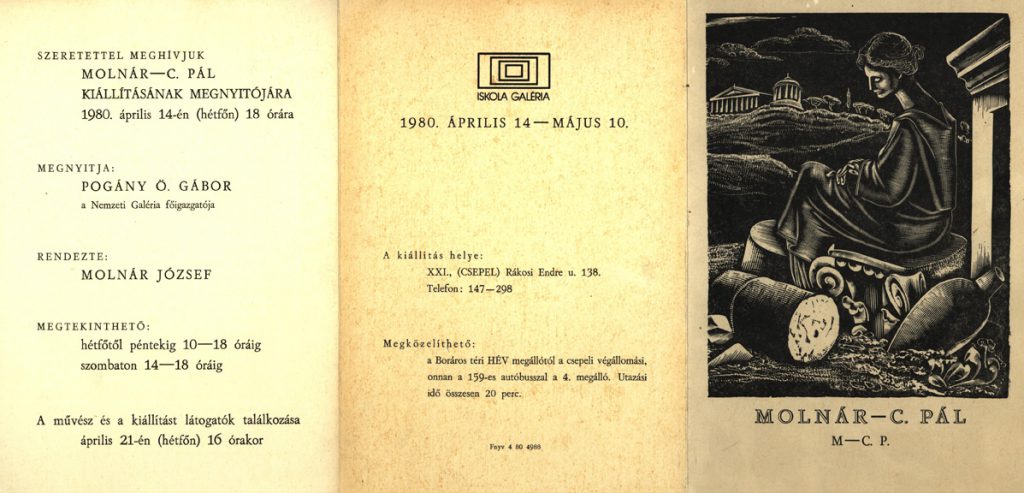 SZERETETTEL MEGHÍVJUK
MOLNÁR—C. PÁL
KIÁLLÍTÁSÁNAK MEGNYITÓJÁRA
1980. április 14-én (hétfőn) 18 órára
MEGNYITJA:
POGÁNY Ö. GÁBOR
a Nemzeti Galéria főigazgatója
RENDEZTE:
MOLNÁR JÓZSEF
MEGTEKINTHETŐ:
hétfőtől péntekig 10—18 óráig
szombaton 14—18 óráig
A művész és a kiállítást látogatók találkozása
április 21-én (hétfőn) 16 órakor
ISKOLA GALÉRIA
1980. ÁPRILIS 14—MÁJUS 10.
A kiállítás helye:
XXI., (CSEPEL) Rákosi Endre u. 138.
Telefon: 147—298
Megközelíthető:
a Boráros téri HÉV megállótól a csepeli végállomási,
onnan a 159-es autóbusszal a 4. megálló. Utazási
idő összesen 20 perc.
Fnyv 4 80 4988
MOLNÁR—C. PÁL
M—C. P.